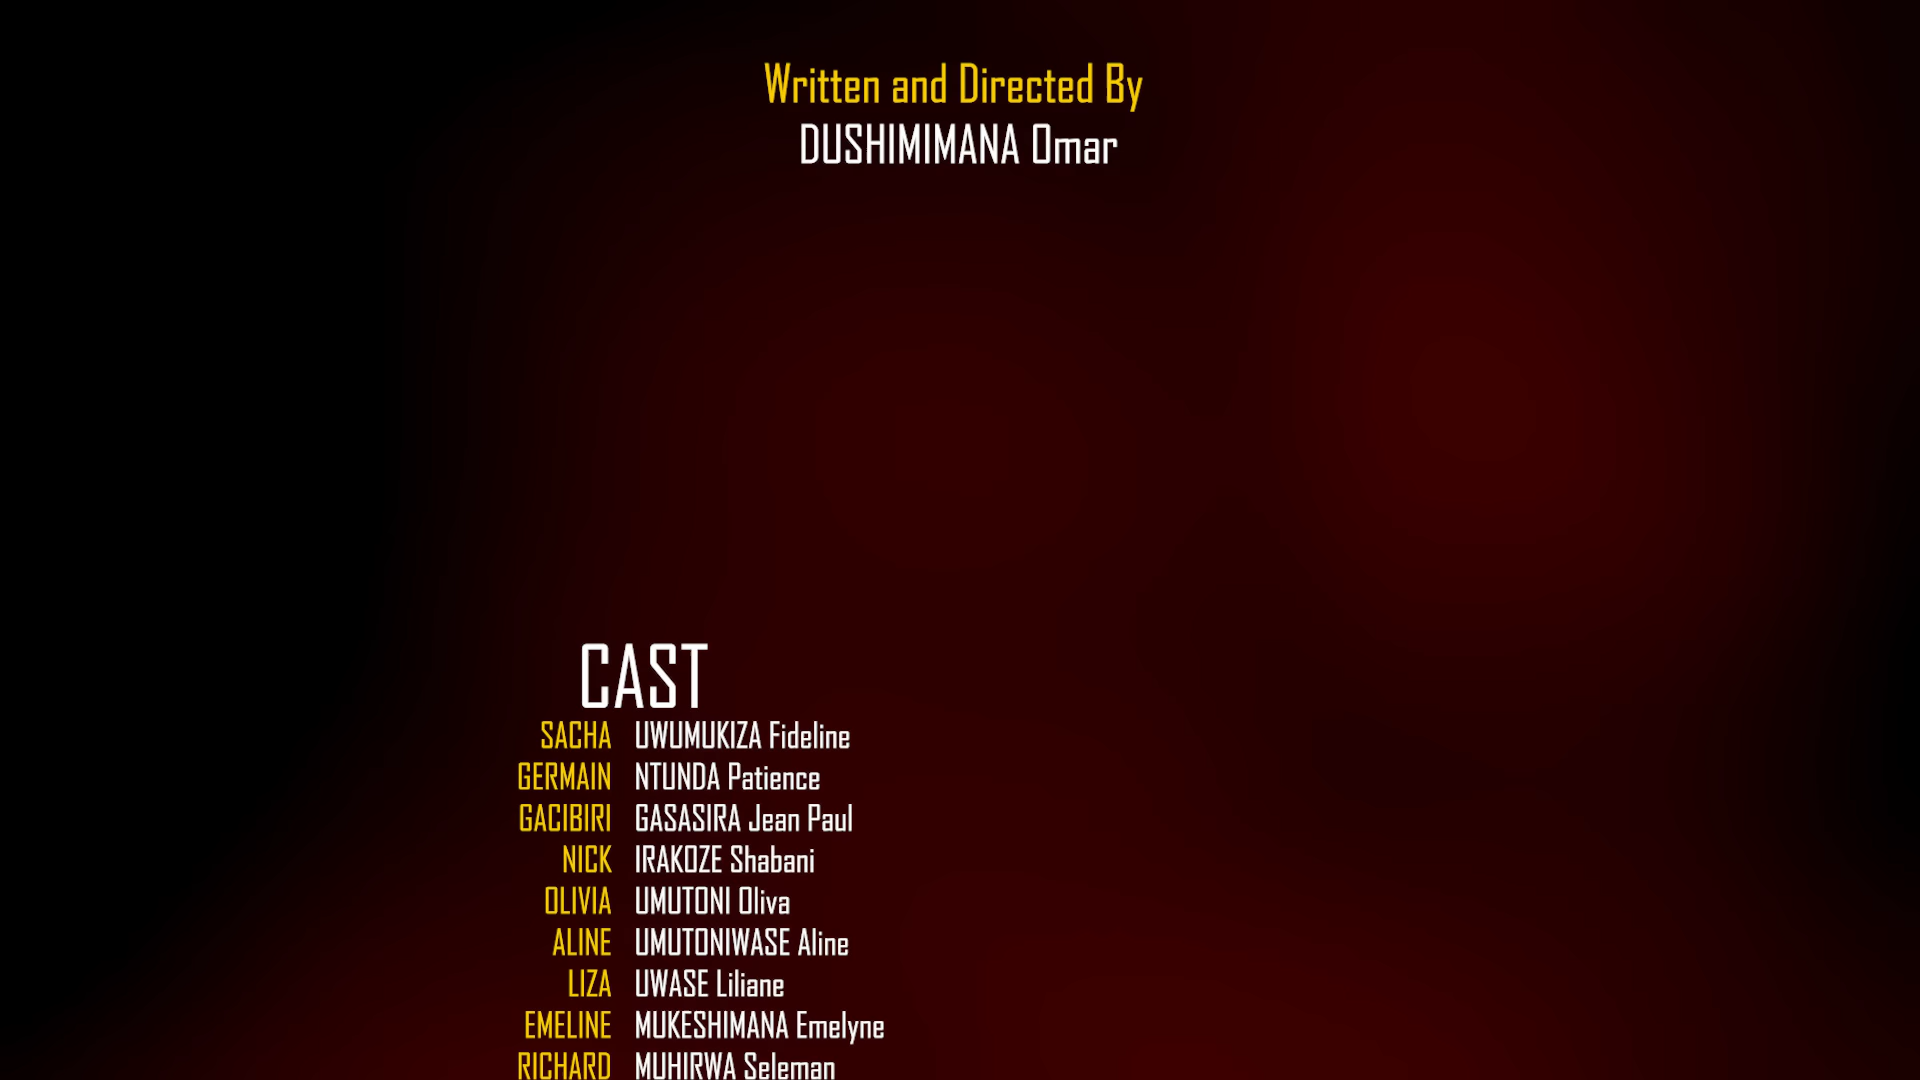 Written and Directed By
DUSHIMIMANA Omar
CAST
SACHA UWUMUKIZA Fideline
GERMAIN NTUNDA Patience
GACIBIRI GASASIRA Jean Paul
NICK IRAKOZE Shabani
OLIVIA UMUTONI Oliva
ALINE UMUTONIWASE Aline
LIZA UWASE Liliane
EMELINE MUKESHIMANA Emelyne
RICHARD MUHIRWA Seleman